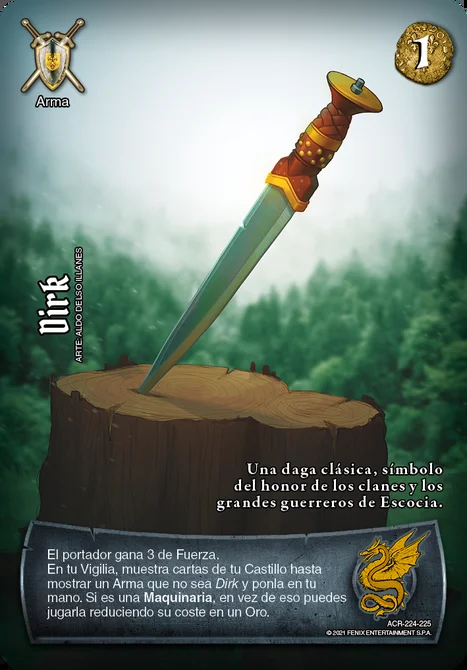 1
Arma
Dirk
ARTE: ALDO DELSO ILLANES
Una daga clásica, símbolo
del honor de los clanes y los
grandes guerreros de Escocia.
El portador gana 3 de Fuerza.
En tu Vigilia, muestra cartas de tu Castillo hasta
mostrar un Arma que no sea Dirk y ponla en tu
mano. Si es una Maquinaria, en vez de eso puedes
jugarla reduciendo su coste en un Oro.
ACR-224-225
© 2021 FENIX ENTERTAINMENT S.P.A.